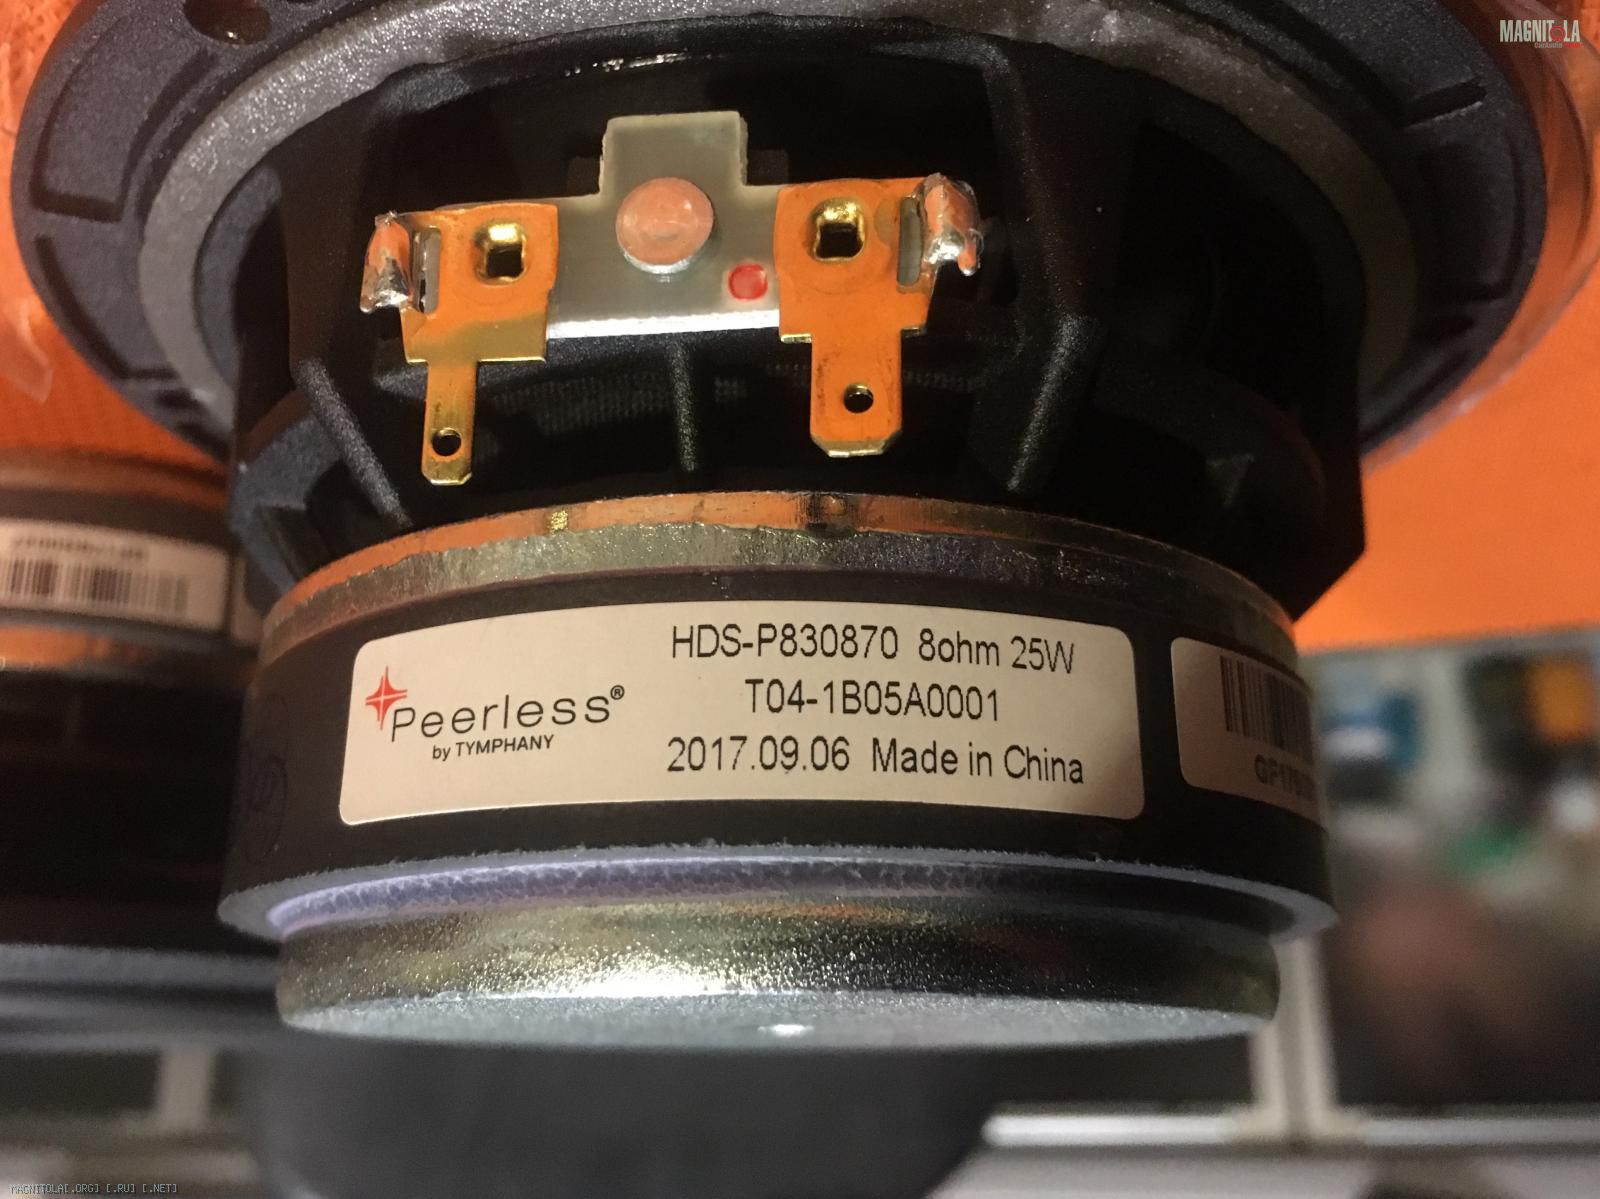 MAGNITOLA
HDS-P830870 8ohm 25W
Peerless®
by TYMPHANY
T04-1B05A0001
2017.09.06 Made in China
MAGNITOLA[.ORG] [.RU] [.NET]